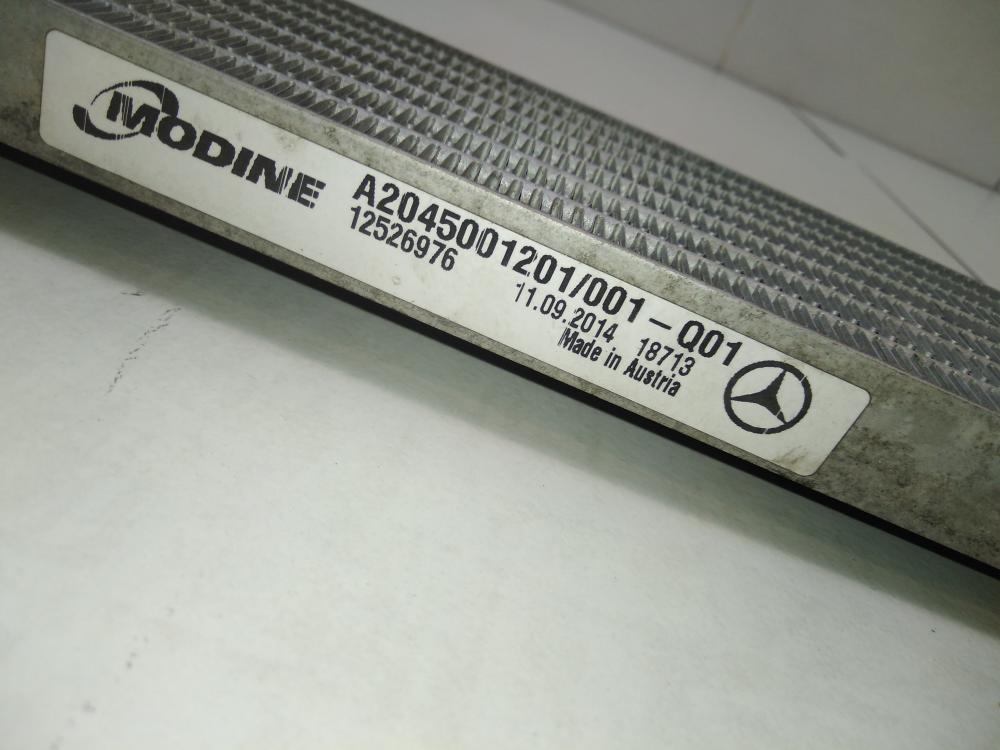 MODINE
A2045001201/001 – Q01
12526976
11.09.2014 18713
Made in Austria